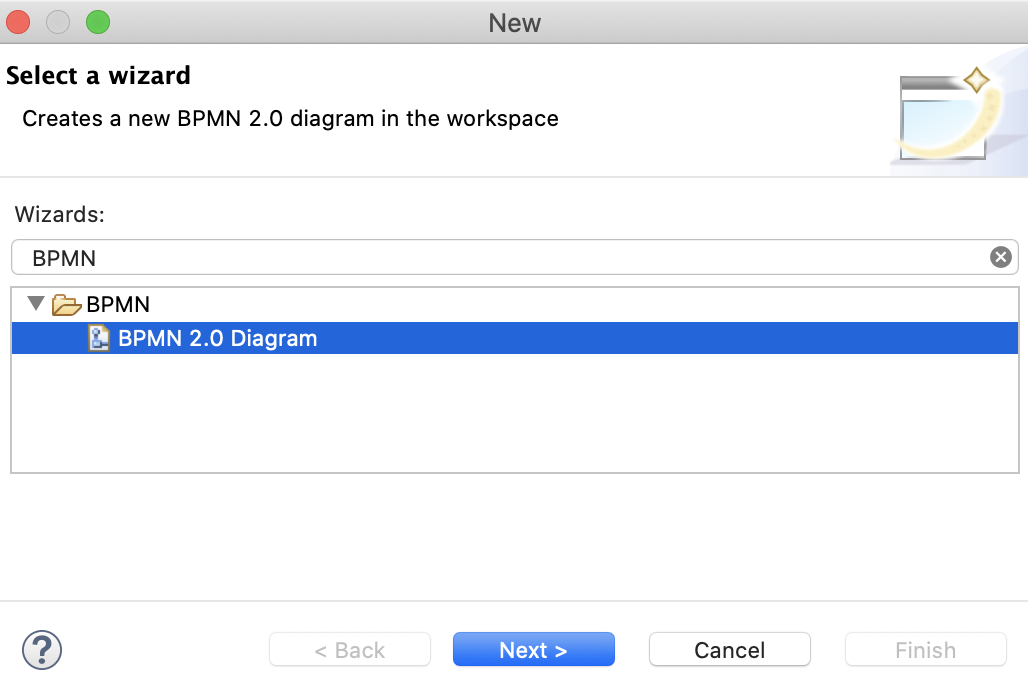 New
Select a wizard
Creates a new BPMN 2.0 diagram in the workspace
Wizards:
BPMN
BPMN
BPMN 2.0 Diagram
?
< Back
Next >
Cancel
Finish